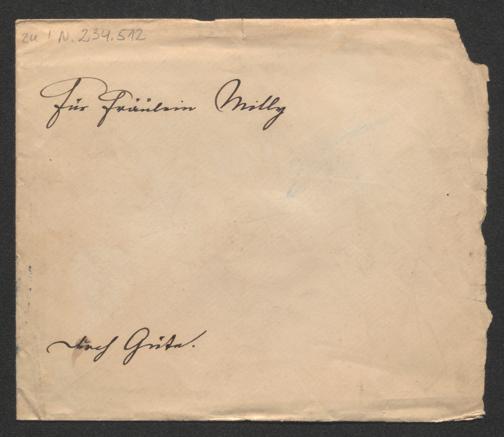 zu I.N. 234.512
Für Fräulein Milly
durch Güte.